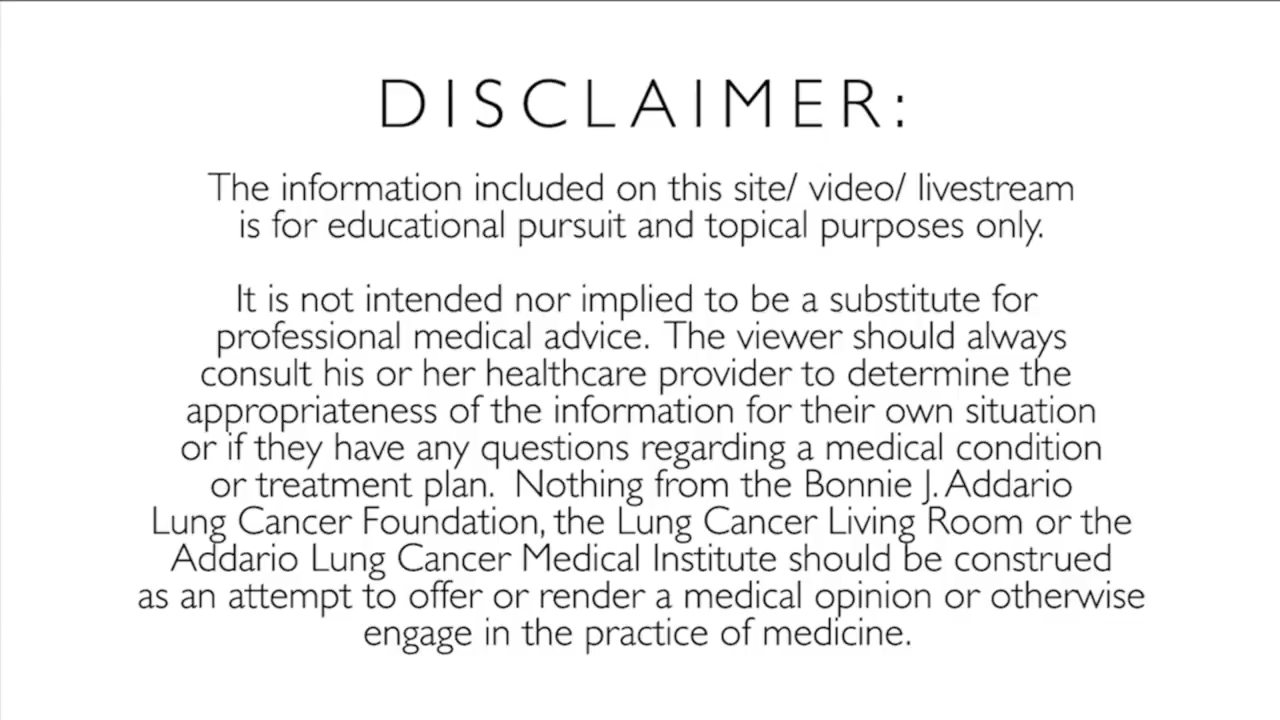 DISCLAIMER:
The information included on this site/ video/ livestream
is for educational pursuit and topical purposes only.
It is not intended nor implied to be a substitute for
professional medical advice. The viewer should always
consult his or her healthcare provider to determine the
appropriateness of the information for their own situation
or if they have any questions regarding a medical condition
or treatment plan. Nothing from the Bonnie J. Addario
Lung Cancer Foundation, the Lung Cancer Living Room or the
Addario Lung Cancer Medical Institute should be construed
as an attempt to offer or render a medical opinion or otherwise
engage in the practice of medicine.